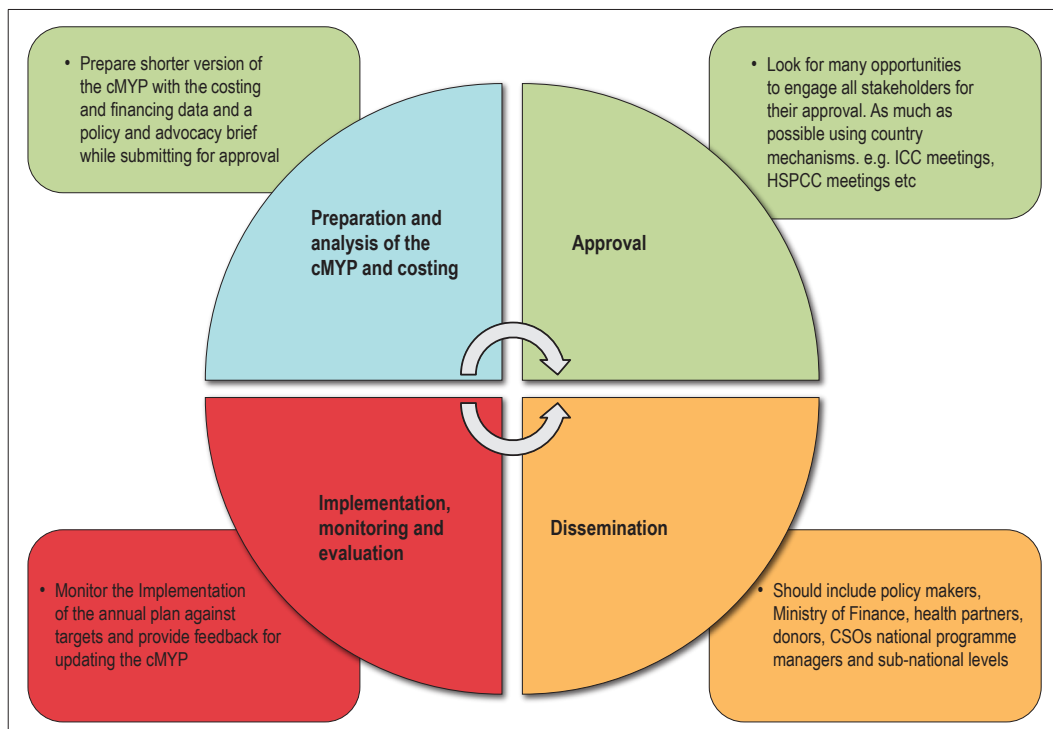 • Prepare shorter version of
the cMYP with the costing
and financing data and a
policy and advocacy brief
while submitting for approval
• Look for many opportunities
to engage all stakeholders for
their approval. As much as
possible using country
mechanisms. e.g. ICC meetings,
HSPCC meetings etc
Preparation and
analysis of the
cMYP and costing
Approval
Implementation,
monitoring and
evaluation
Dissemination
• Monitor the Implementation
of the annual plan against
targets and provide feedback for
updating the cMYP
• Should include policy makers,
Ministry of Finance, health partners,
donors, CSOs national programme
managers and sub-national levels